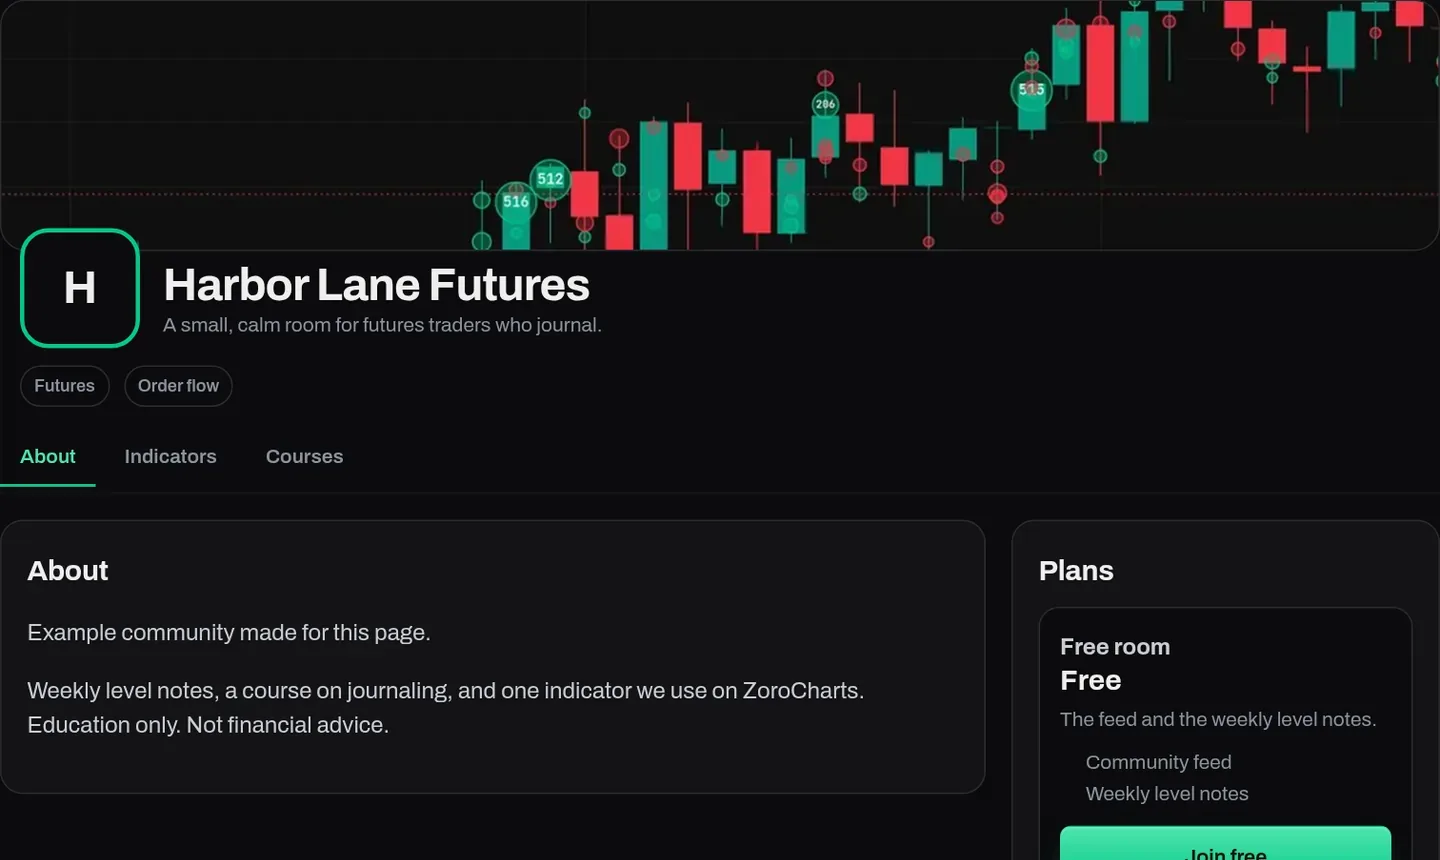 206
515
512
516
H
Harbor Lane Futures
A small, calm room for futures traders who journal.
Futures
Order flow
About
Indicators
Courses
About
Example community made for this page.
Weekly level notes, a course on journaling, and one indicator we use on ZoroCharts.
Education only. Not financial advice.
Plans
Free room
Free
The feed and the weekly level notes.
Community feed
Weekly level notes
Join free